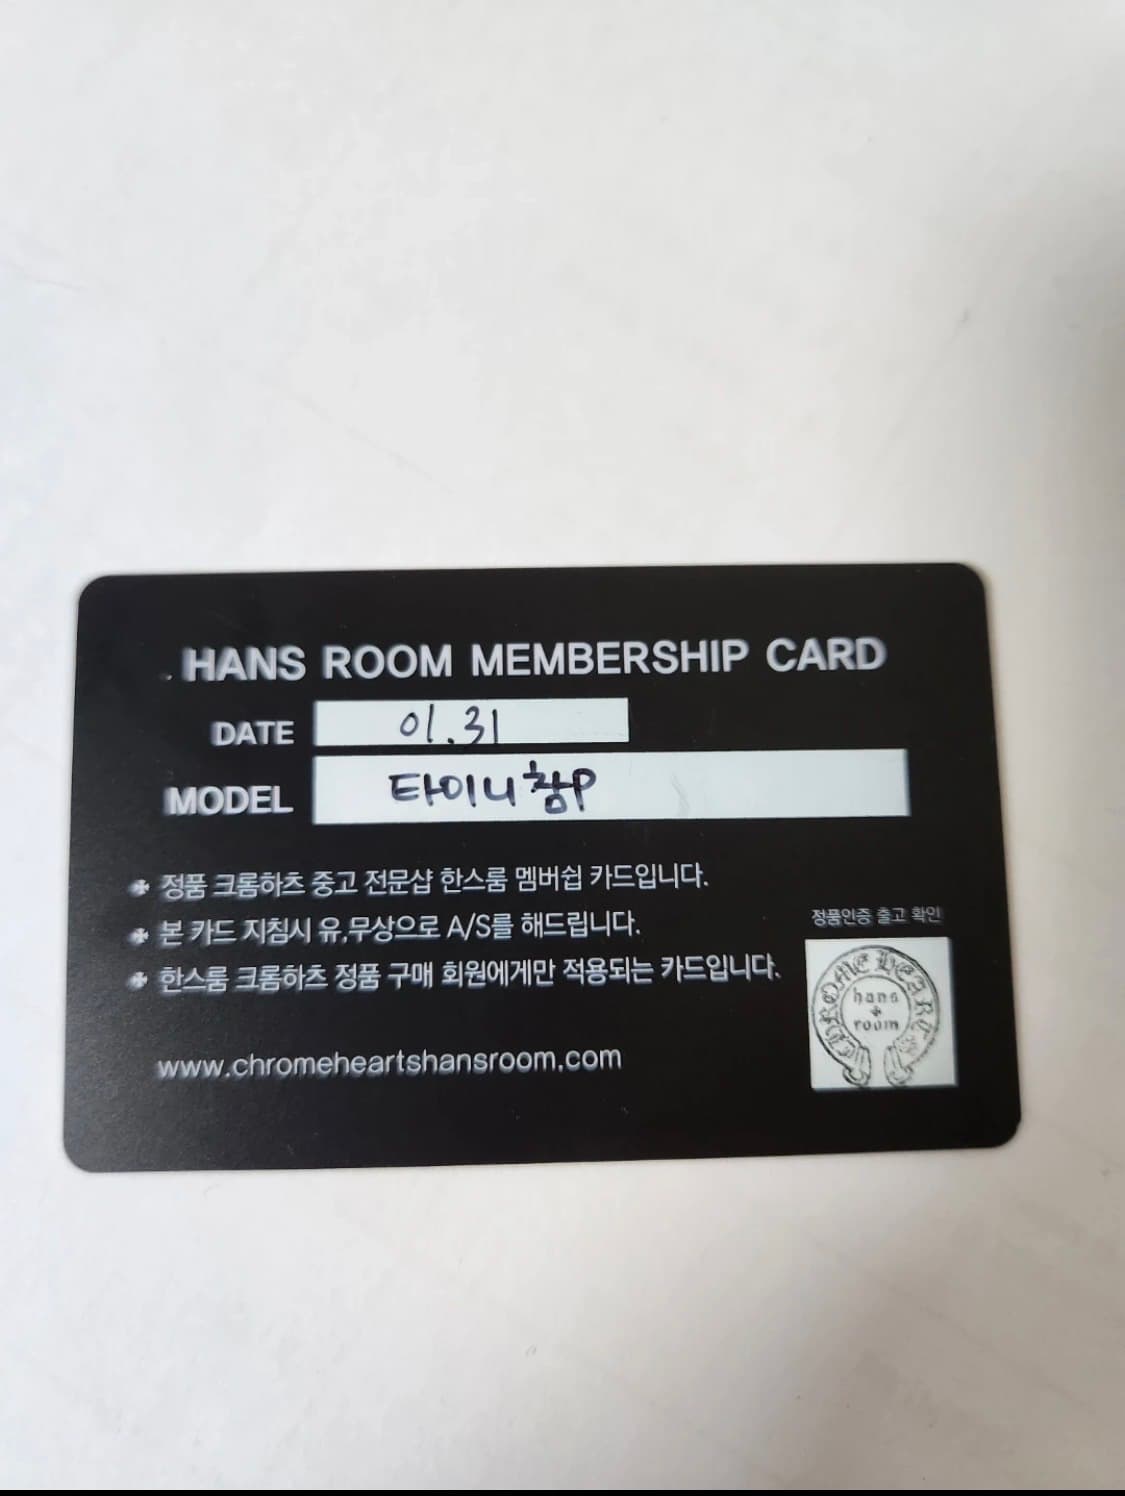 HANS ROOM MEMBERSHIP CARD
DATE 01.31
MODEL 타이니참P
정품 크롬하츠 중고 전문샵 한스룸 멤버쉽 카드입니다.
본 카드 지침시 유,무상으로 A/S를 해드립니다.
한스룸 크롬하츠 정품 구매 회원에게만 적용되는 카드입니다.
정품인증 출고 확인
CHROME HEARTS
hans
room
www.chromeheartshansroom.com